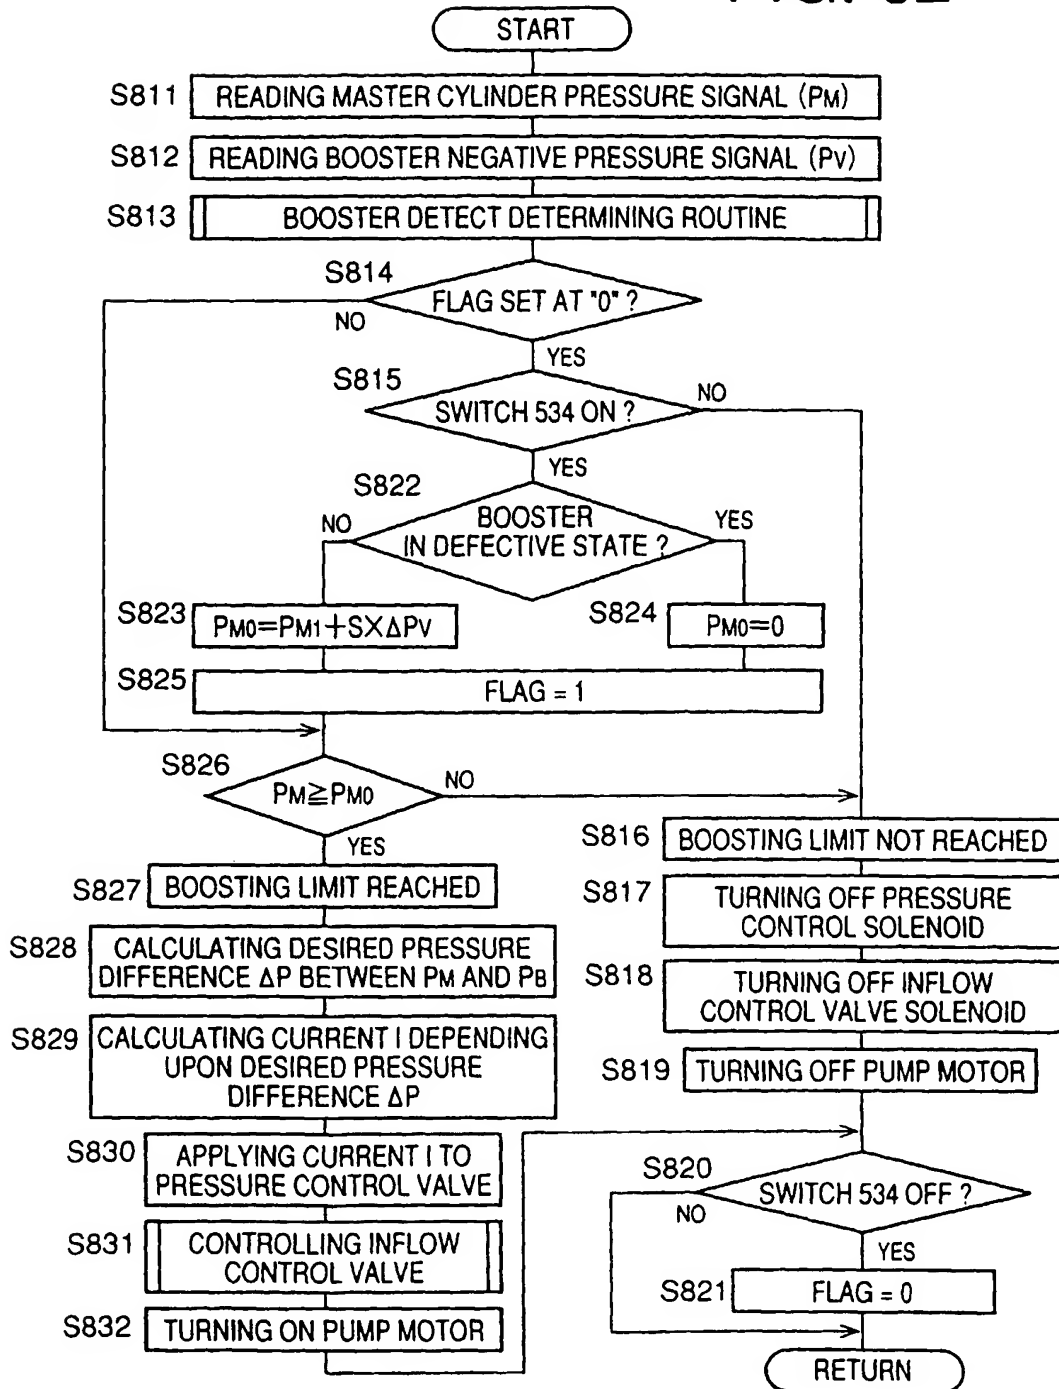 START
S811 READING MASTER CYLINDER PRESSURE SIGNAL (PM)
S812 READING BOOSTER NEGATIVE PRESSURE SIGNAL (PV)
S813 BOOSTER DETECT DETERMINING ROUTINE
S814
FLAG SET AT "0" ?
NO
YES
S815
SWITCH 534 ON ?
NO
YES
S822
BOOSTER
IN DEFECTIVE STATE ?
NO
YES
S823
PM0=PM1+S×ΔPV
S824
PM0=0
S825
FLAG = 1
S826
PM≧PM0
NO
YES
S827 BOOSTING LIMIT REACHED
S828
CALCULATING DESIRED PRESSURE
DIFFERENCE ΔP BETWEEN PM AND PB
S829
CALCULATING CURRENT I DEPENDING
UPON DESIRED PRESSURE
DIFFERENCE ΔP
S830
APPLYING CURRENT I TO
PRESSURE CONTROL VALVE
S831
CONTROLLING INFLOW
CONTROL VALVE
S832
TURNING ON PUMP MOTOR
S816
BOOSTING LIMIT NOT REACHED
S817
TURNING OFF PRESSURE
CONTROL SOLENOID
S818
TURNING OFF INFLOW
CONTROL VALVE SOLENOID
S819 TURNING OFF PUMP MOTOR
S820
SWITCH 534 OFF ?
NO
YES
S821
FLAG = 0
RETURN